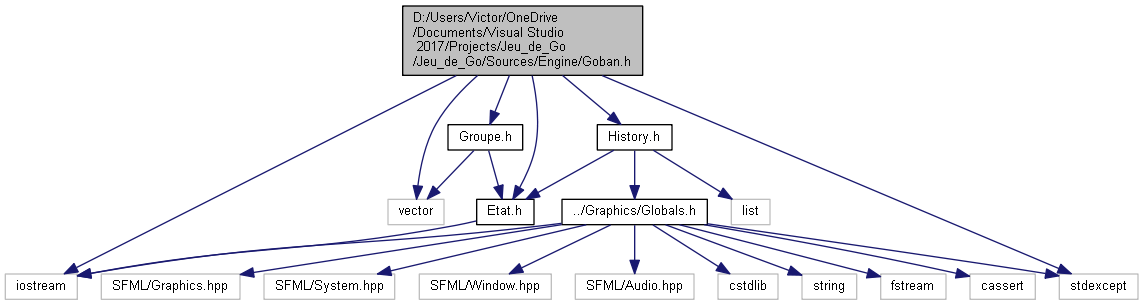 D:/Users/Victor/OneDrive
/Documents/Visual Studio
2017/Projects/Jeu_de_Go
/Jeu_de_Go/Sources/Engine/Goban.h
Groupe.h
History.h
vector
Etat.h
../Graphics/Globals.h
list
iostream
SFML/Graphics.hpp
SFML/System.hpp
SFML/Window.hpp
SFML/Audio.hpp
cstdlib
string
fstream
cassert
stdexcept